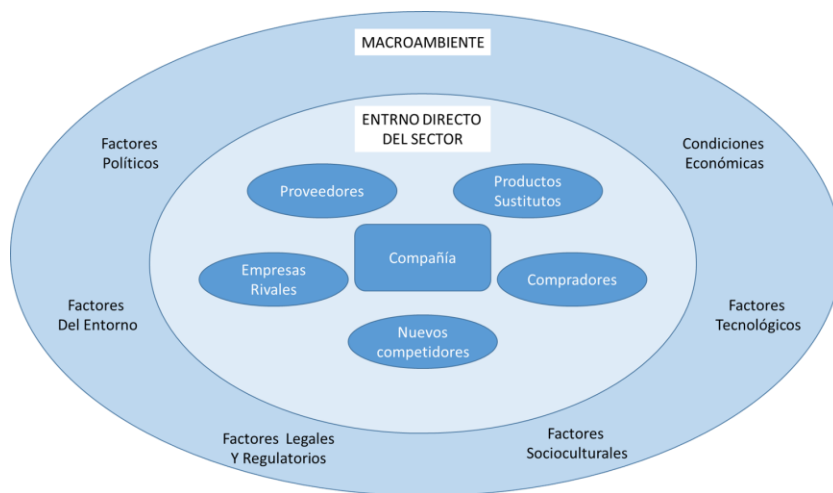 MACROAMBIENTE
ENTRNO DIRECTO
DEL SECTOR
Factores
Políticos
Condiciones
Económicas
Proveedores
Productos
Sustitutos
Compañía
Empresas
Rivales
Compradores
Factores
Del Entorno
Factores
Tecnológicos
Nuevos
competidores
Factores Legales
Y Regulatorios
Factores
Socioculturales